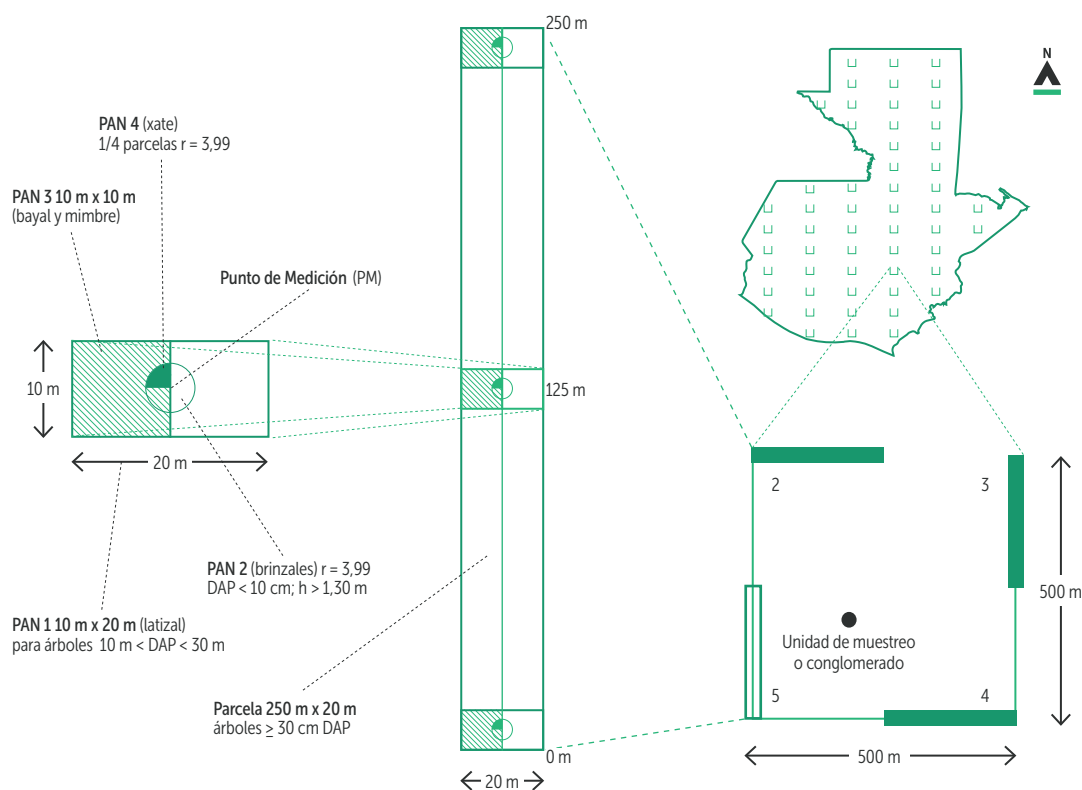 250 m
N
PAN 4 (xate)
1/4 parcelas r = 3,99
PAN 3 10 m x 10 m
(bayal y mimbre)
Punto de Medición (PM)
10 m
125 m
20 m
2
3
PAN 2 (brinzales) r = 3,99
DAP < 10 cm; h > 1,30 m
500 m
PAN 1 10 m x 20 m (latizal)
para árboles 10 m < DAP < 30 m
Unidad de muestreo
o conglomerado
Parcela 250 m x 20 m
árboles ≥ 30 cm DAP
5
4
0 m
500 m
20 m